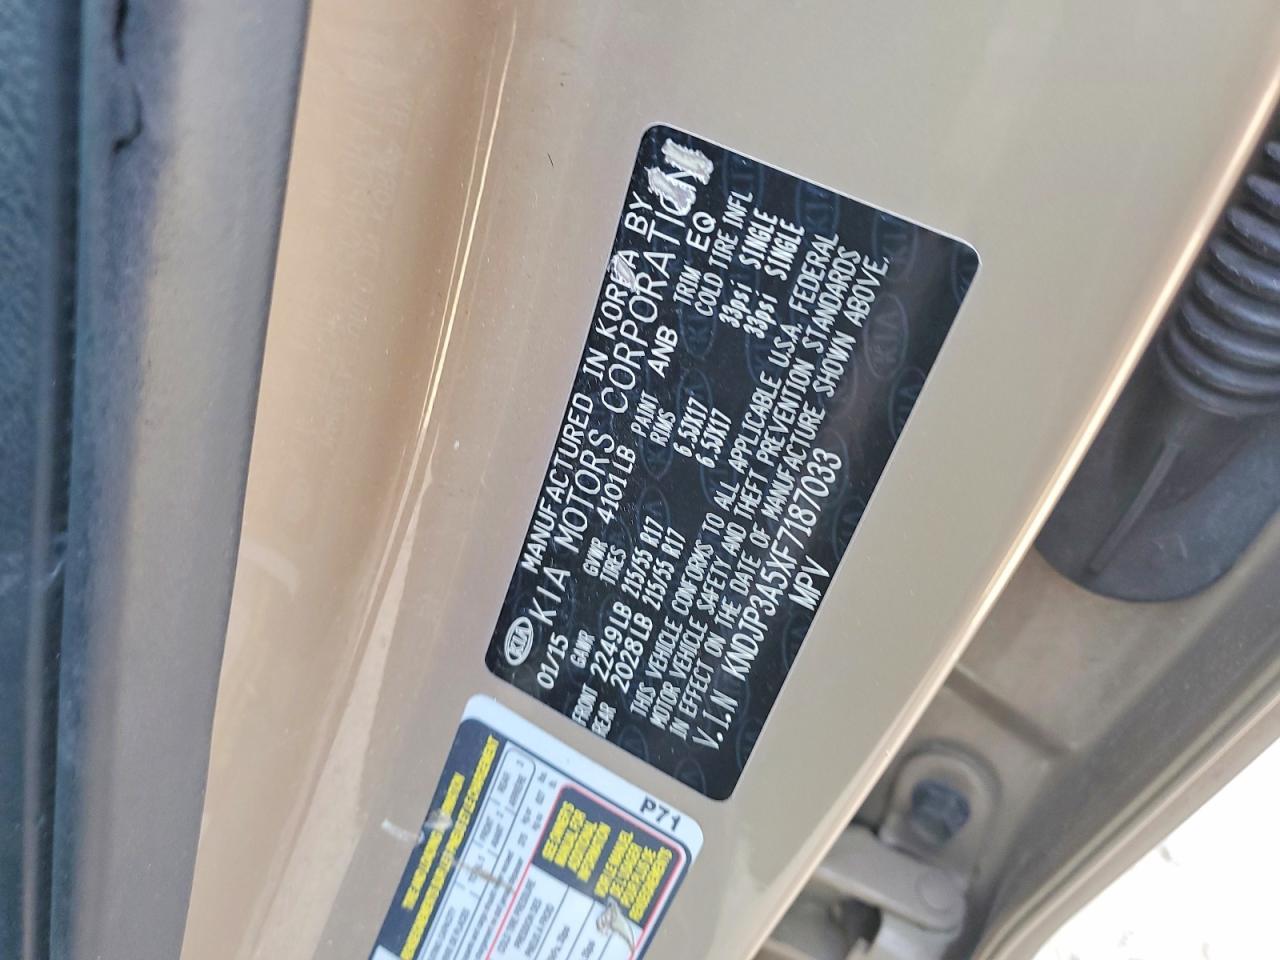 KIA
MANUFACTURED IN KOREA BY
KIA MOTORS CORPORATION
01/15 GVWR 4101LB PAINT ANB TRIM EQ
GAWR TIRES RIMS COLD TIRE INFL
FRONT 2249LB 215/55 R17 6.5JX17 33psi SINGLE
REAR 2028LB 215/55 R17 6.5JX17 33psi SINGLE
THIS VEHICLE CONFORMS TO ALL APPLICABLE U.S.A. FEDERAL
MOTOR VEHICLE SAFETY AND THEFT PREVENTION STANDARDS
IN EFFECT ON THE DATE OF MANUFACTURE SHOWN ABOVE.
V.I.N KNDJP3A5XF7187033
MPV
P71